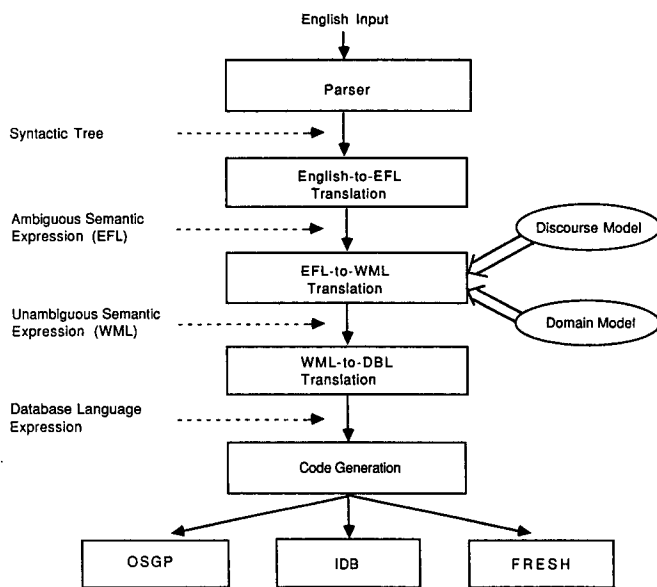 English Input
Parser
Syntactic Tree
English-to-EFL
Translation
Ambiguous Semantic
Expression (EFL)
Discourse Model
EFL-to-WML
Translation
Unambiguous Semantic
Expression (WML)
Domain Model
WML-to-DBL
Translation
Database Language
Expression
Code Generation
OSGP
IDB
FRESH